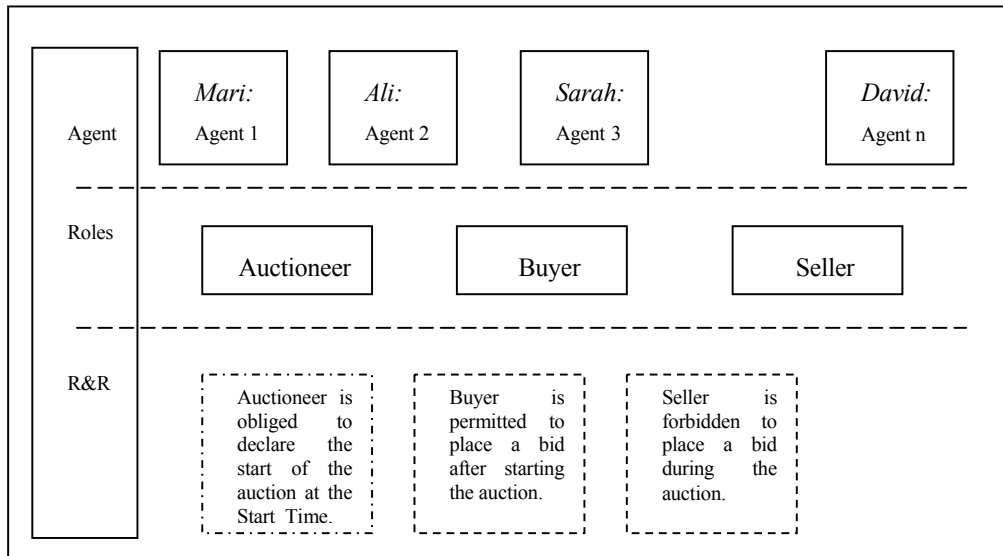 Mari:
Agent 1
Ali:
Agent 2
Sarah:
Agent 3
David:
Agent n
Agent
Roles
Auctioneer
Buyer
Seller
R&R
Auctioneer is
obliged to
declare the
start of the
auction at the
Start Time.
Buyer is
permitted to
place a bid
after starting
the auction.
Seller is
forbidden to
place a bid
during the
auction.